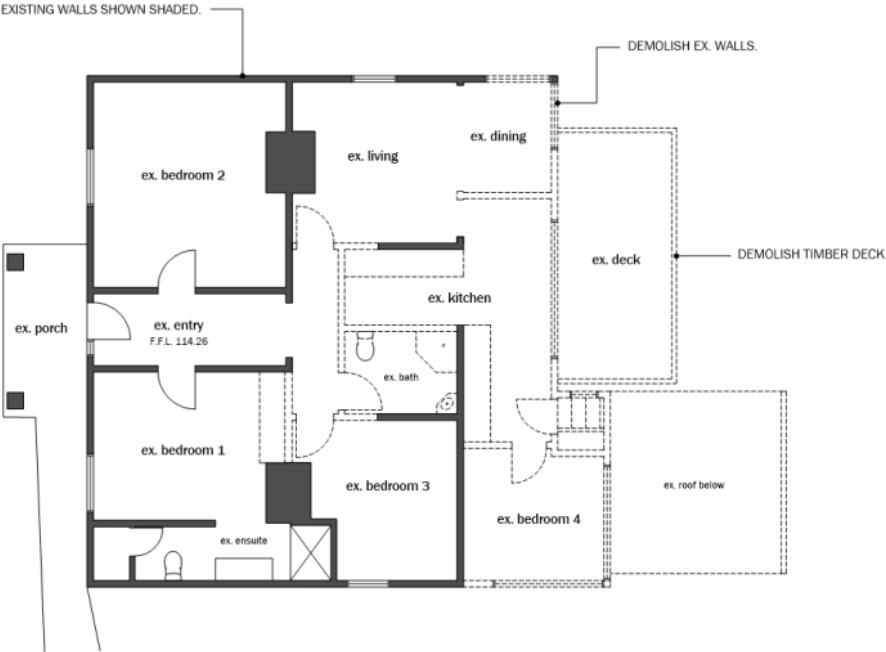 EXISTING WALLS SHOWN SHADED.
DEMOLISH EX. WALLS.
ex. dining
ex. living
ex. bedroom 2
DEMOLISH TIMBER DECK
ex. deck
ex. kitchen
ex. porch
ex. entry
F.F.L. 114.26
ex. bath
ex. bedroom 1
ex. bedroom 3
ex. roof below
ex. bedroom 4
ex. ensuite